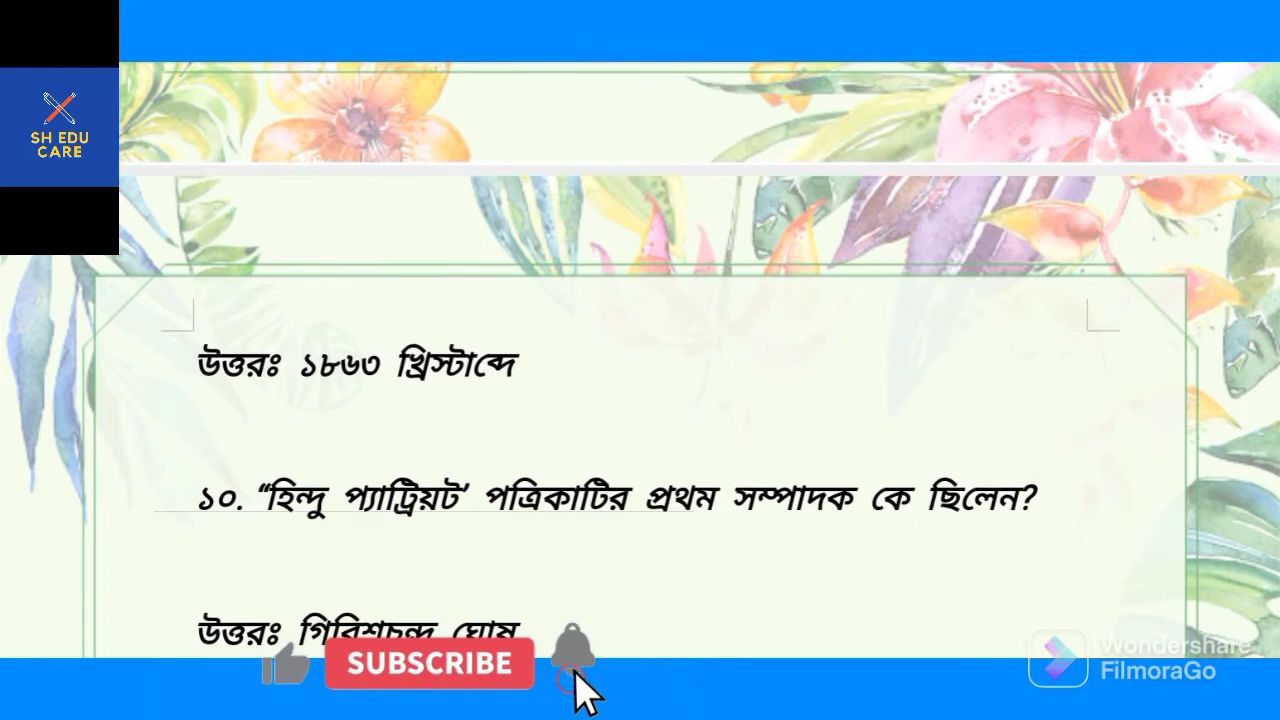 SH EDU
CARE
উত্তরঃ ১৮৬৩ খ্রিস্টাব্দে
১০. “হিন্দু প্যাট্রিয়ট’ পত্রিকাটির প্রথম সম্পাদক কে ছিলেন?
উত্তরঃ গিরিশচন্দ্র ঘোষ
SUBSCRIBE
Wondershare
FilmoraGo